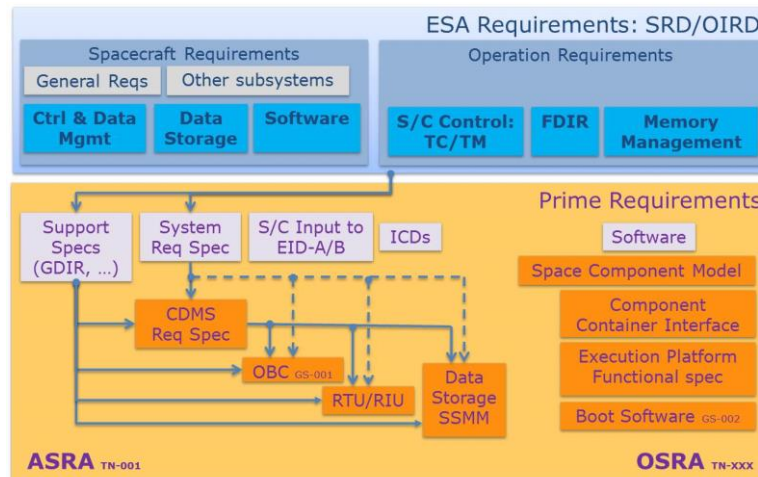 ESA Requirements: SRD/OIRD
Spacecraft Requirements
General Reqs
Other subsystems
Ctrl & Data
Mgmt
Data
Storage
Software
Operation Requirements
S/C Control:
TC/TM
FDIR
Memory
Management
Prime Requirements
Support
Specs
(GDIR, ...)
System
Req Spec
S/C Input to
EID-A/B
ICDs
Software
Space Component Model
CDMS
Req Spec
Component
Container Interface
OBC GS-001
Execution Platform
Functional spec
RTU/RIU
Data
Storage
SSMM
Boot Software GS-002
ASRA TN-001
OSRA TN-XXX